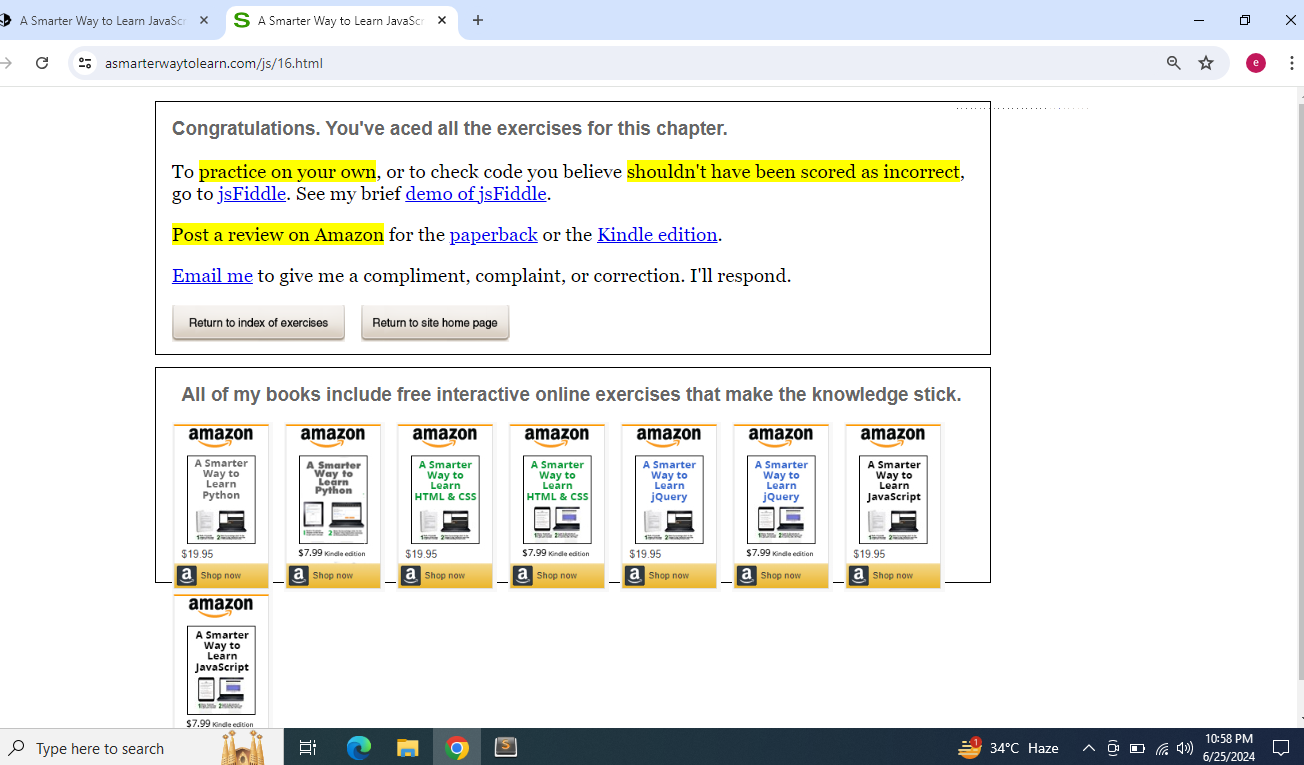 A Smarter Way to Learn JavaScr
A Smarter Way to Learn JavaScr
asmarterwaytolearn.com/js/16.html
e
Congratulations. You've aced all the exercises for this chapter.
To practice on your own, or to check code you believe shouldn't have been scored as incorrect,
go to jsFiddle. See my brief demo of jsFiddle.
Post a review on Amazon for the paperback or the Kindle edition.
Email me to give me a compliment, complaint, or correction. I'll respond.
Return to index of exercises Return to site home page
All of my books include free interactive online exercises that make the knowledge stick.
amazon
A Smarter
Way to
Learn
Python
$19.95
Shop now
amazon
A Smarter
Way to
Learn
Python
$7.99 Kindle edition
Shop now
amazon
A Smarter
Way to
Learn
HTML & CSS
$19.95
Shop now
amazon
A Smarter
Way to
Learn
HTML & CSS
$7.99 Kindle edition
Shop now
amazon
A Smarter
Way to
Learn
jQuery
$19.95
Shop now
amazon
A Smarter
Way to
Learn
jQuery
$7.99 Kindle edition
Shop now
amazon
A Smarter
Way to
Learn
JavaScript
$19.95
Shop now
amazon
A Smarter
Way to
Learn
JavaScript
$7.99 Kindle edition
Type here to search
1
34°C Haze
10:58 PM
6/25/2024